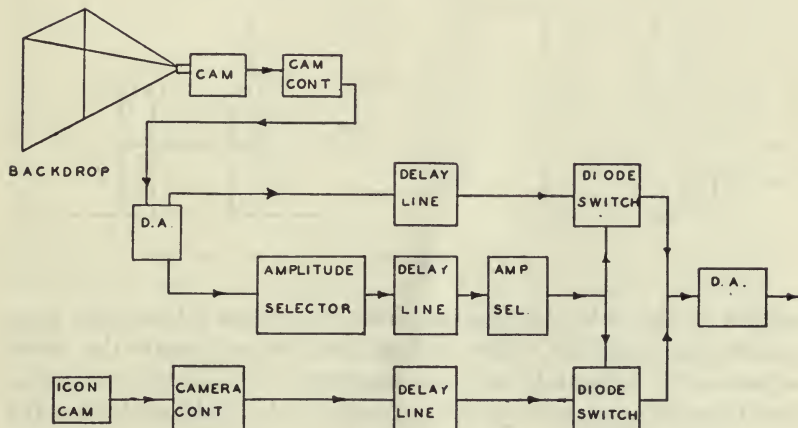 CAM
CAM
CONT.
BACKDROP
D.A.
DELAY
LINE
DIODE
SWITCH
AMPLITUDE
SELECTOR
DELAY
LINE
AMP
SEL.
D.A.
ICON
CAM
CAMERA
CONT
DELAY
LINE
DIODE
SWITCH